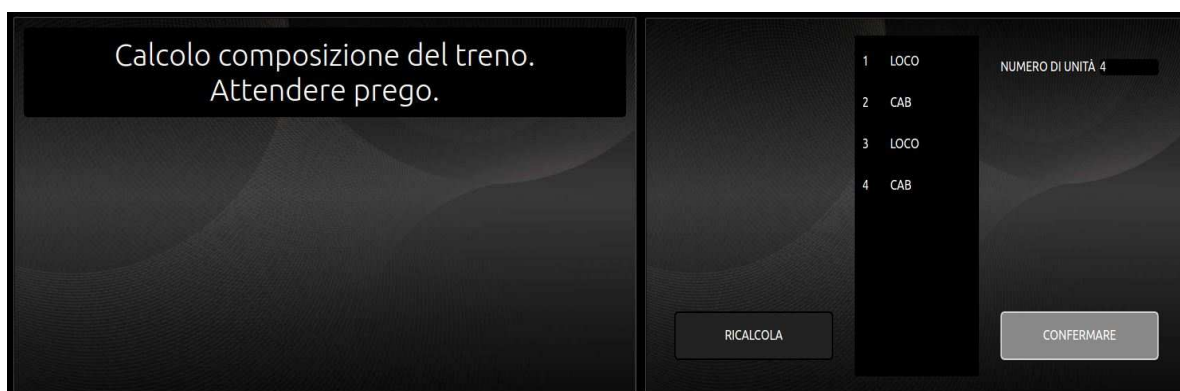 Calcolo composizione del treno.
Attendere prego.
1 LOCO
NUMERO DI UNITÀ 4
2 CAB
3 LOCO
4 CAB
RICALCOLA
CONFERMARE